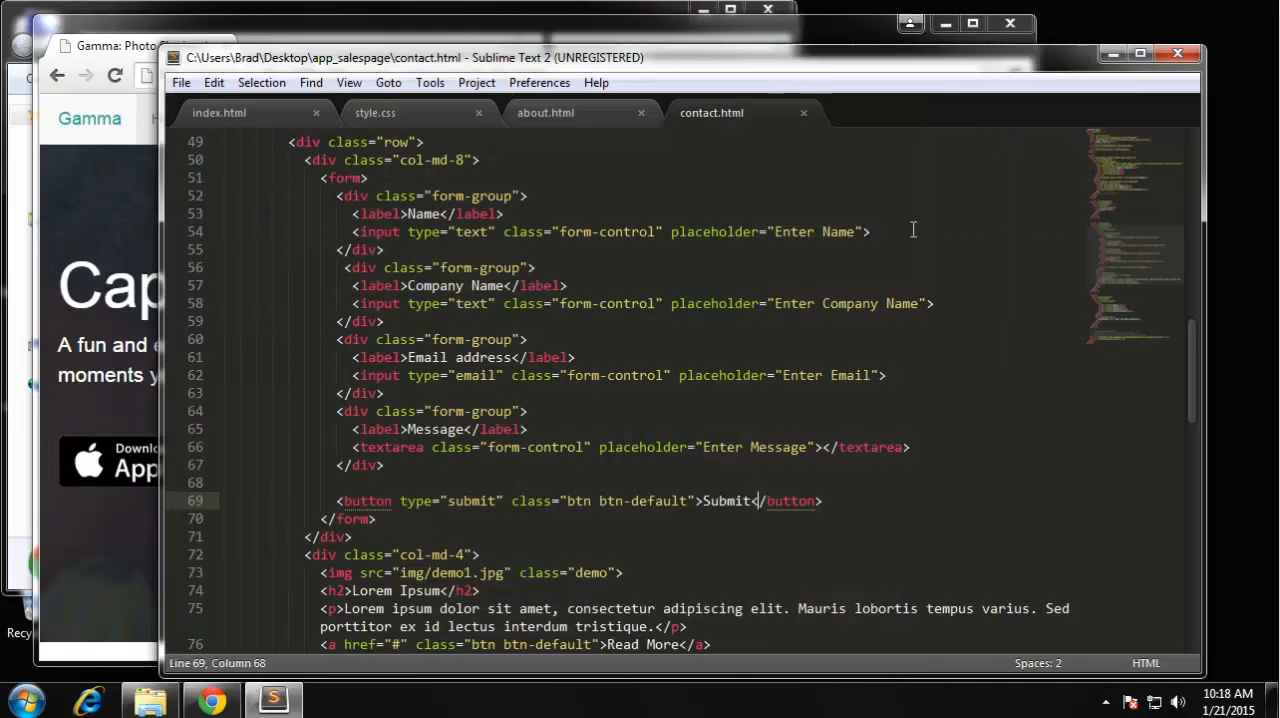 Gamma: Photo
C:\Users\Brad\Desktop\app_salespage\contact.html - Sublime Text 2 (UNREGISTERED)
File Edit Selection Find View Goto Tools Project Preferences Help
index.html style.css about.html contact.html
Gamma
49 <div class="row">
50 <div class="col-md-8">
51 <form>
52 <div class="form-group">
53 <label>Name</label>
54 <input type="text" class="form-control" placeholder="Enter Name">
55 </div>
56 <div class="form-group">
57 <label>Company Name</label>
58 <input type="text" class="form-control" placeholder="Enter Company Name">
59 </div>
60 <div class="form-group">
61 <label>Email address</label>
62 <input type="email" class="form-control" placeholder="Enter Email">
63 </div>
64 <div class="form-group">
65 <label>Message</label>
66 <textarea class="form-control" placeholder="Enter Message"></textarea>
67 </div>
68
69 <button type="submit" class="btn btn-default">Submit</button>
70 </form>
71 </div>
72 <div class="col-md-4">
73 <img src="img/demo1.jpg" class="demo">
74 <h2>Lorem Ipsum</h2>
75 <p>Lorem ipsum dolor sit amet, consectetur adipiscing elit. Mauris lobortis tempus varius. Sed
porttitor ex id lectus interdum tristique.</p>
76 <a href="#" class="btn btn-default">Read More</a>
Cap
A fun and
moments y
Downlo
App
Line 69, Column 68 Spaces: 2 HTML
Recy
10:18 AM
1/21/2015